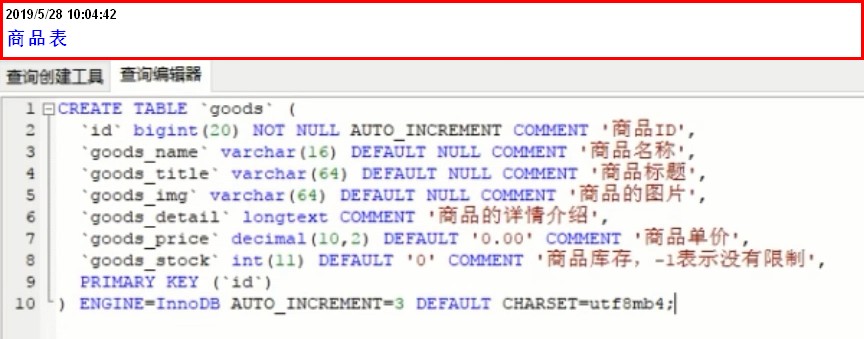 2019/5/28 10:04:42
商品表
查询创建工具 查询编辑器
1 CREATE TABLE `goods` (
2 `id` bigint(20) NOT NULL AUTO_INCREMENT COMMENT '商品ID',
3 `goods_name` varchar(16) DEFAULT NULL COMMENT '商品名称',
4 `goods_title` varchar(64) DEFAULT NULL COMMENT '商品标题',
5 `goods_img` varchar(64) DEFAULT NULL COMMENT '商品的图片',
6 `goods_detail` longtext COMMENT '商品的详情介绍',
7 `goods_price` decimal(10,2) DEFAULT '0.00' COMMENT '商品单价',
8 `goods_stock` int(11) DEFAULT '0' COMMENT '商品库存，-1表示没有限制',
9 PRIMARY KEY (`id`)
10 ) ENGINE=InnoDB AUTO_INCREMENT=3 DEFAULT CHARSET=utf8mb4;